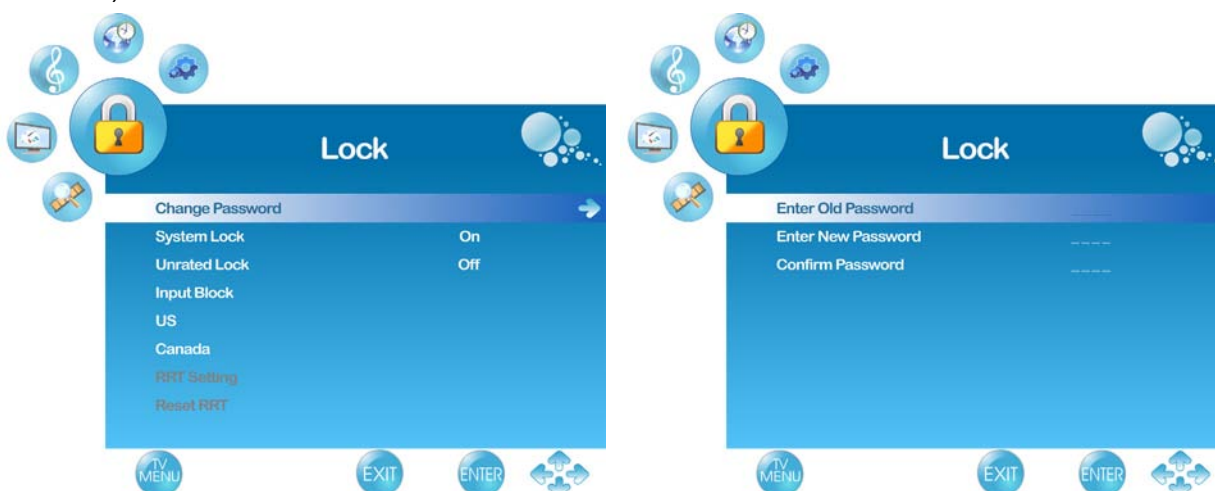 Lock
Change Password
System Lock On
Unrated Lock Off
Input Block
US
Canada
RRT Setting
Reset RRT
TV
MENU
EXIT
ENTER
Lock
Enter Old Password _ _ _ _
Enter New Password _ _ _ _
Confirm Password _ _ _ _
TV
MENU
EXIT
ENTER